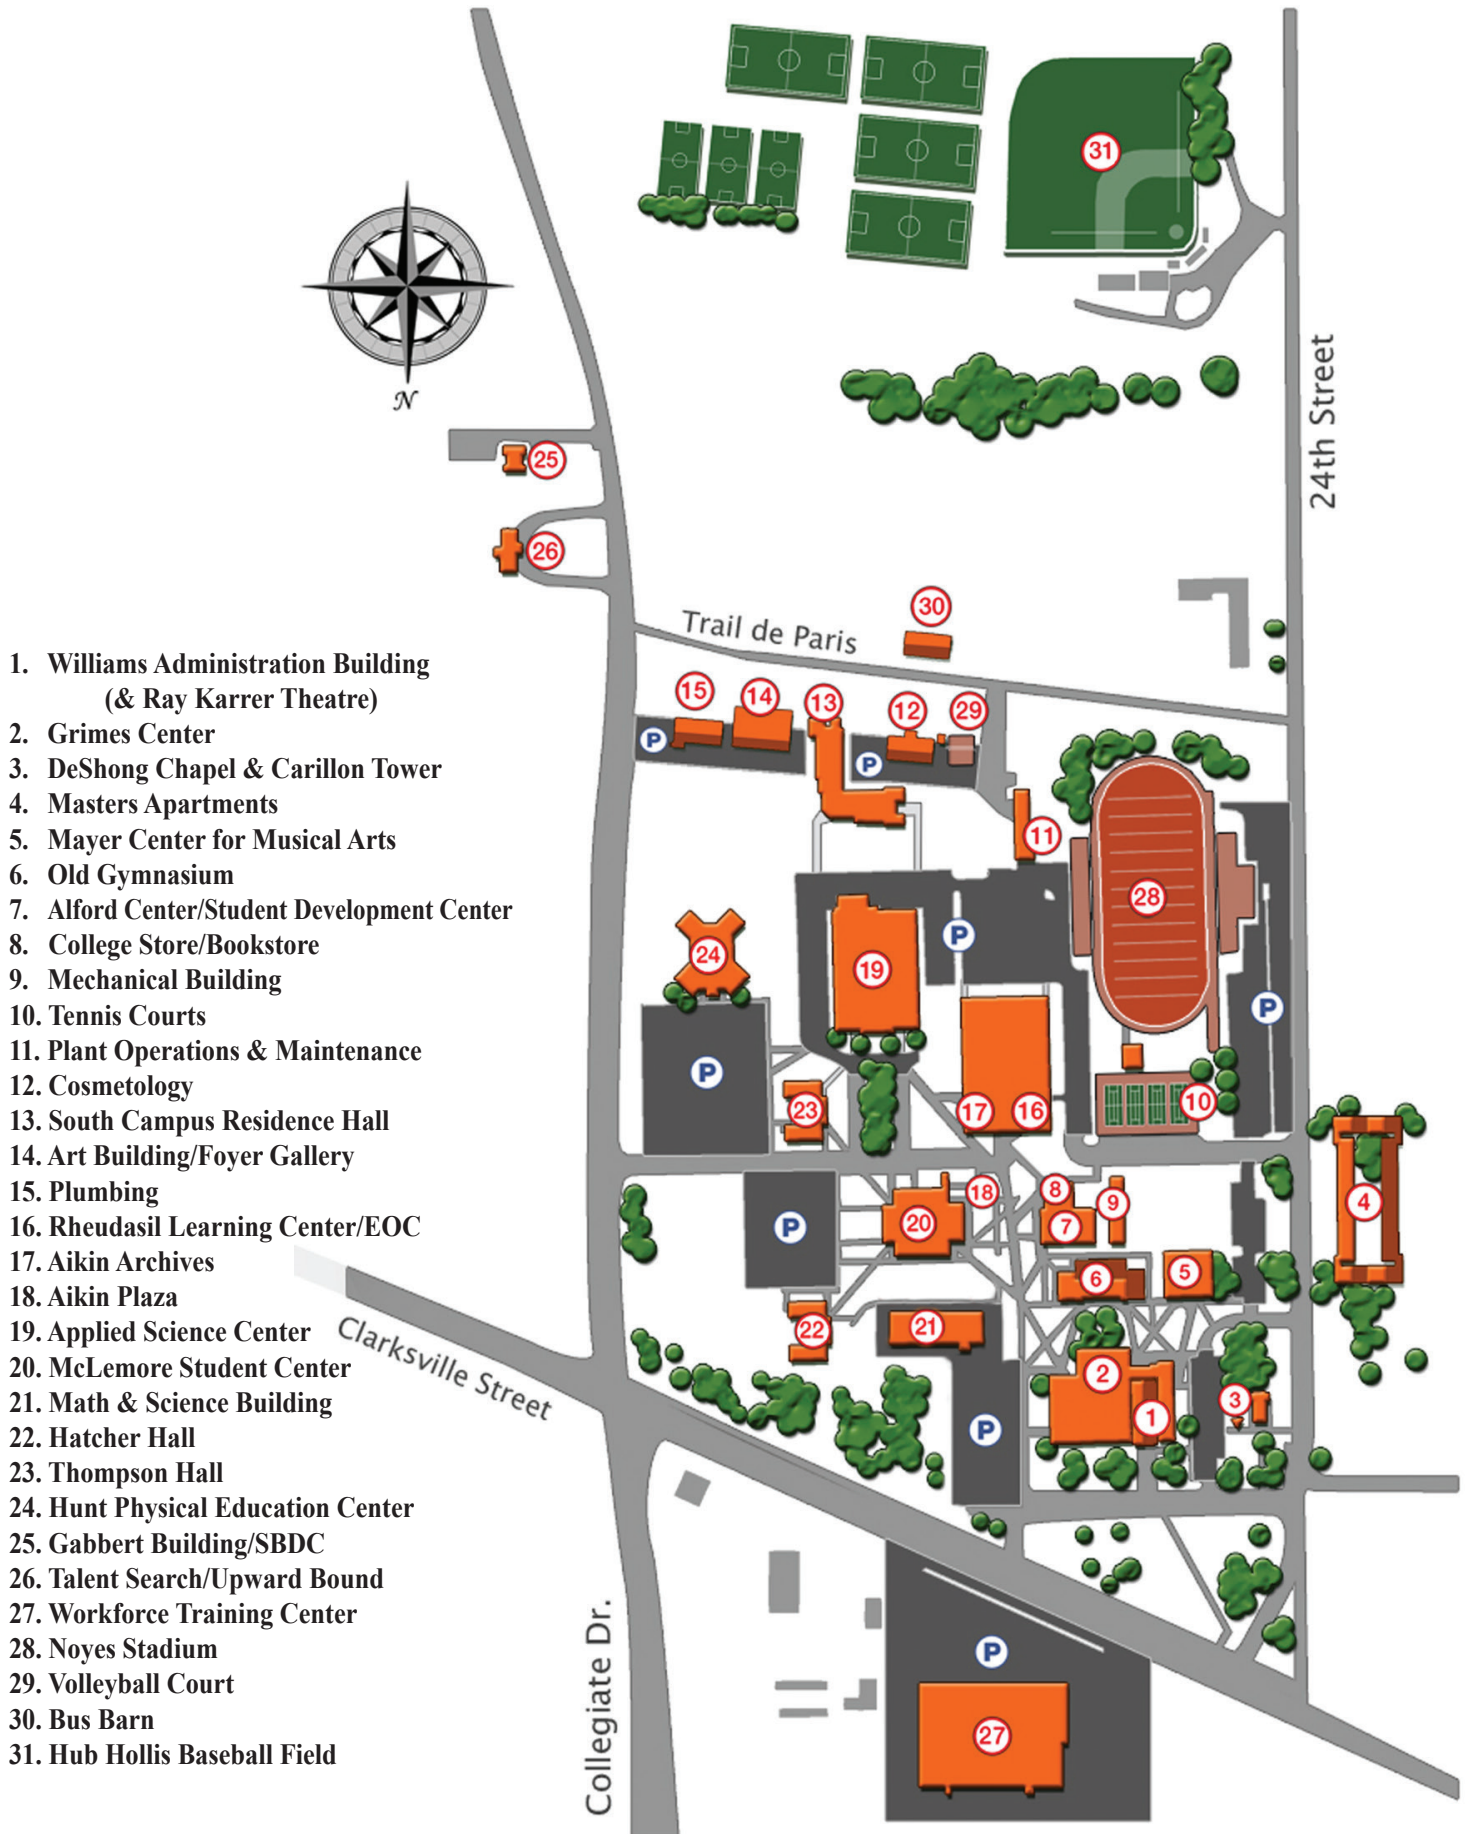 31
N
24th Street
25
26
30
Trail de Paris
15
14
13
12
29
P
P
11
28
24
19
P
P
P
23
17
16
10
4
18
8
9
20
7
P
6
5
22
21
2
3
1
P
Clarksville Street
Collegiate Dr.
P
27
1. Williams Administration Building
(& Ray Karrer Theatre)
2. Grimes Center
3. DeShong Chapel & Carillon Tower
4. Masters Apartments
5. Mayer Center for Musical Arts
6. Old Gymnasium
7. Alford Center/Student Development Center
8. College Store/Bookstore
9. Mechanical Building
10. Tennis Courts
11. Plant Operations & Maintenance
12. Cosmetology
13. South Campus Residence Hall
14. Art Building/Foyer Gallery
15. Plumbing
16. Rheudasil Learning Center/EOC
17. Aikin Archives
18. Aikin Plaza
19. Applied Science Center
20. McLemore Student Center
21. Math & Science Building
22. Hatcher Hall
23. Thompson Hall
24. Hunt Physical Education Center
25. Gabbert Building/SBDC
26. Talent Search/Upward Bound
27. Workforce Training Center
28. Noyes Stadium
29. Volleyball Court
30. Bus Barn
31. Hub Hollis Baseball Field